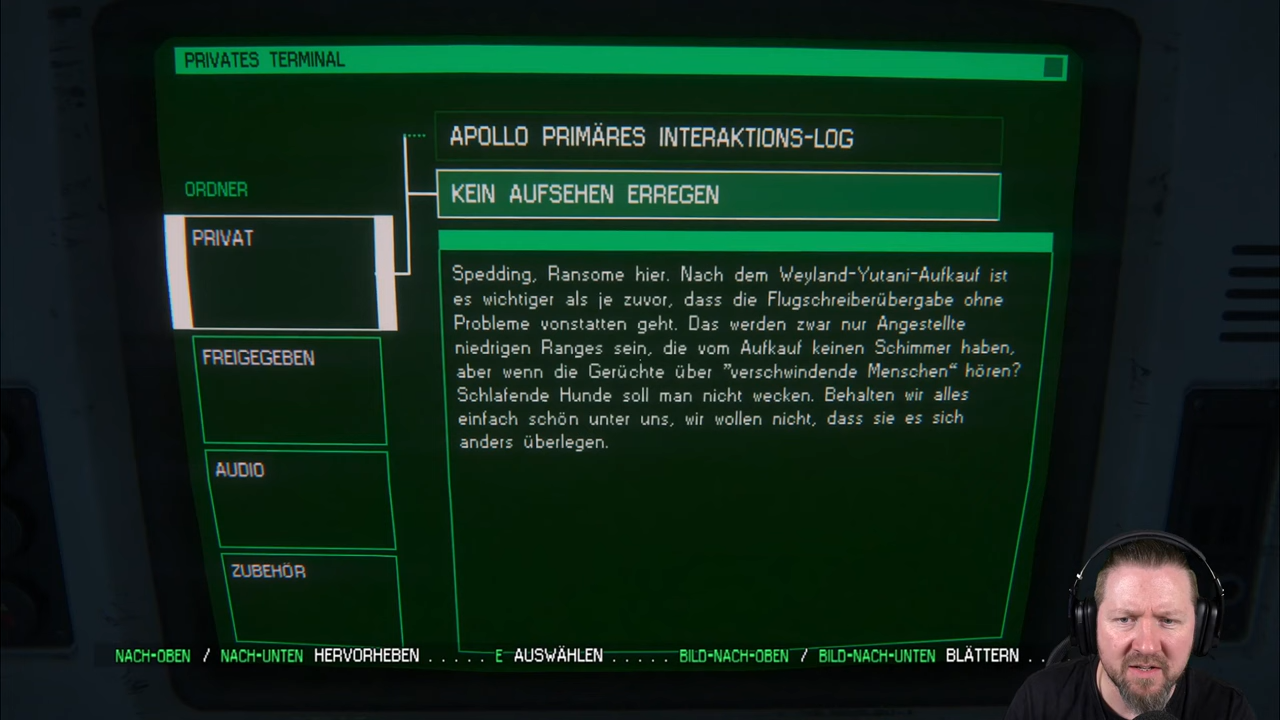 PRIVATES TERMINAL
APOLLO PRIMÄRES INTERAKTIONS-LOG
KEIN AUFSEHEN ERREGEN
ORDNER
PRIVAT
FREIGEGEBEN
AUDIO
ZUBEHÖR
Spedding, Ransome hier. Nach dem Weyland-Yutani-Aufkauf ist
es wichtiger als je zuvor, dass die Flugschreiberübergabe ohne
Probleme vonstatten geht. Das werden zwar nur Angestellte
niedrigen Ranges sein, die vom Aufkauf keinen Schimmer haben,
aber wenn die Gerüchte über "verschwindende Menschen“ hören?
Schlafende Hunde soll man nicht wecken. Behalten wir alles
einfach schön unter uns, wir wollen nicht, dass sie es sich
anders überlegen.
NACH-OBEN / NACH-UNTEN HERVORHEBEN ..... E AUSWÄHLEN ..... BILD-NACH-OBEN / BILD-NACH-UNTEN BLÄTTERN ..